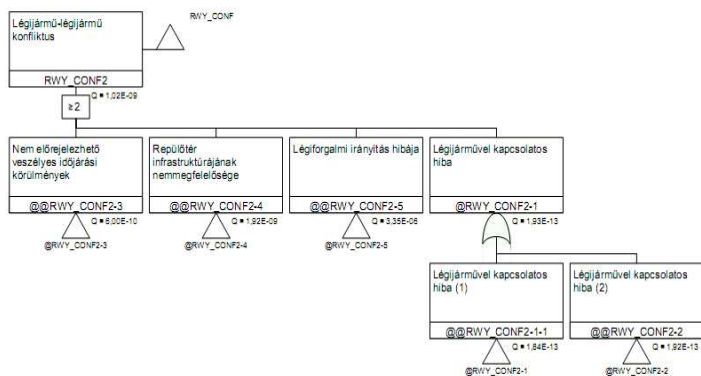 Légijármű-légijármű
konfliktus
RWY_CONF
RWY_CONF2
Q = 1,02E-09
≥2
Nem előrejelezhető
veszélyes időjárási
körülmények
@@RWY_CONF2-3
Q = 6,00E-10
@RWY_CONF2-3
Repülőtér
infrastruktúrájának
nemmegfelelősége
@@RWY_CONF2-4
Q = 1,92E-09
@RWY_CONF2-4
Légiforgalmi irányítás hibája
@@RWY_CONF2-5
Q = 3,35E-06
@RWY_CONF2-5
Légijárművel kapcsolatos
hiba
@RWY_CONF2-1
Q = 1,93E-13
Légijárművel kapcsolatos
hiba (1)
@@RWY_CONF2-1-1
Q = 1,84E-13
@RWY_CONF2-1
Légijárművel kapcsolatos
hiba (2)
@@RWY_CONF2-2
Q = 1,92E-13
@RWY_CONF2-2